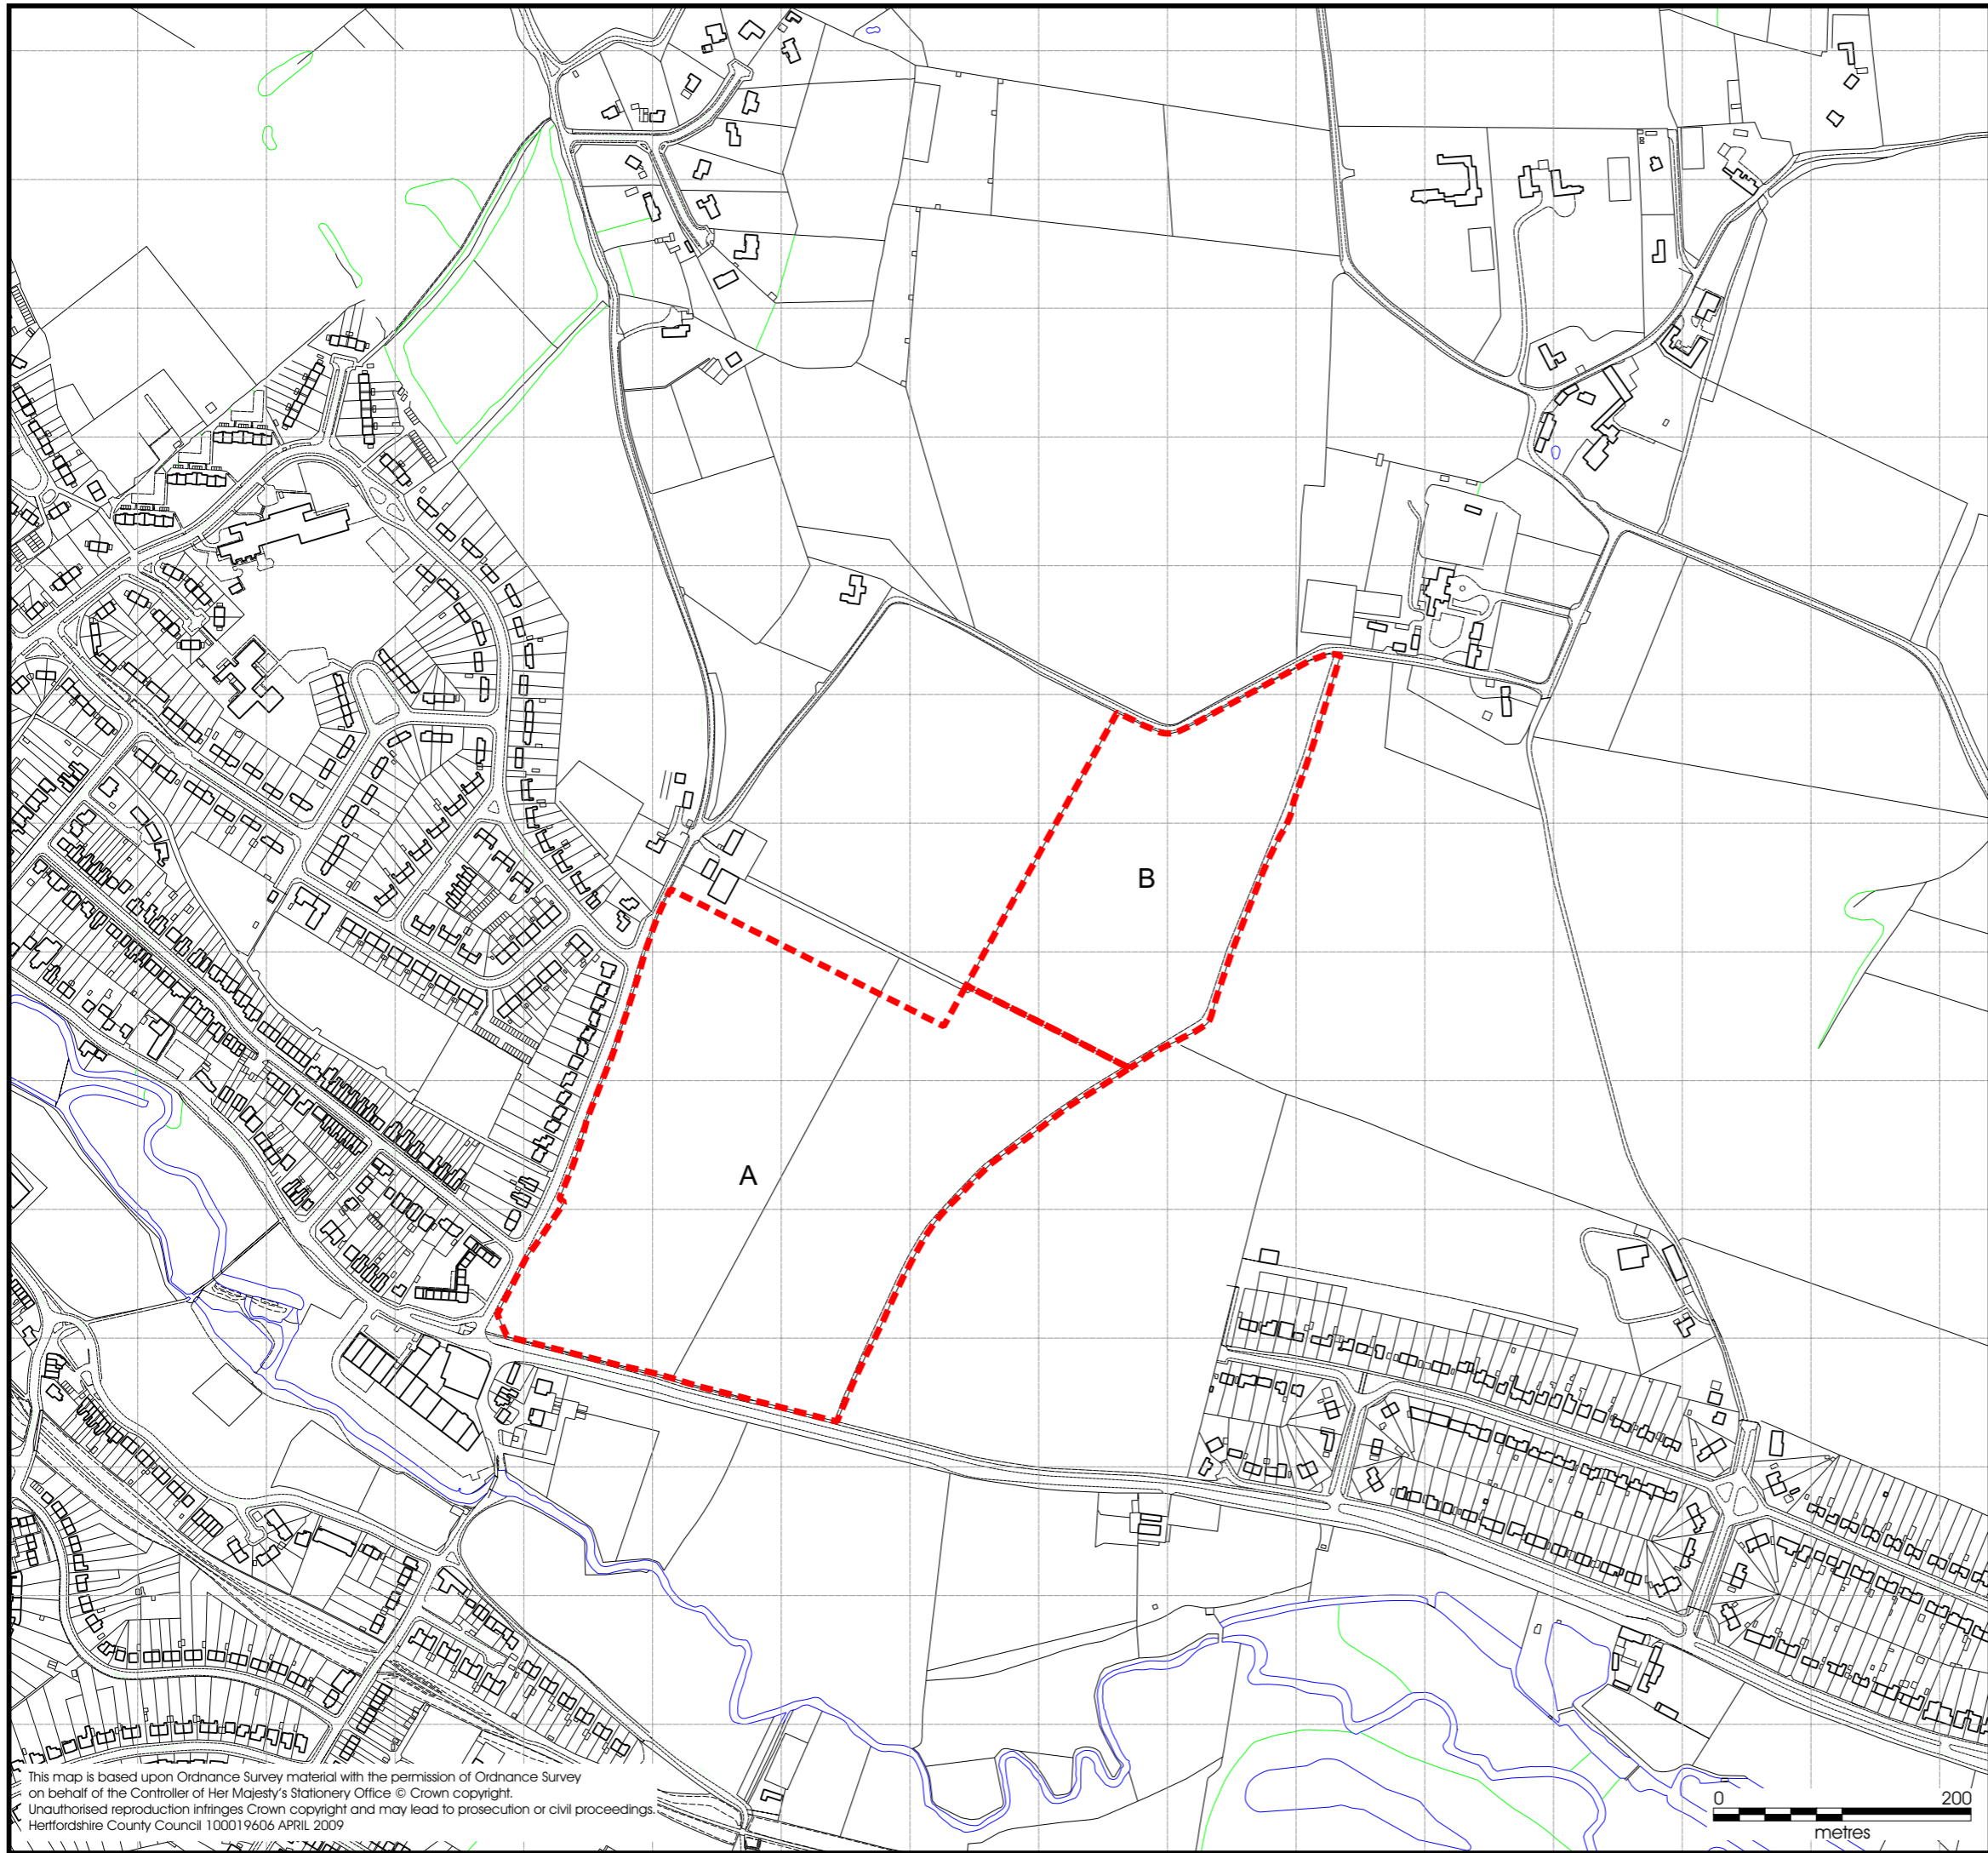 B
A
This map is based upon Ordnance Survey material with the permission of Ordnance Survey
on behalf of the Controller of Her Majesty's Stationery Office © Crown copyright.
Unauthorised reproduction infringes Crown copyright and may lead to prosecution or civil proceedings.
Hertfordshire County Council 100019606 APRIL 2009
0 200
metres